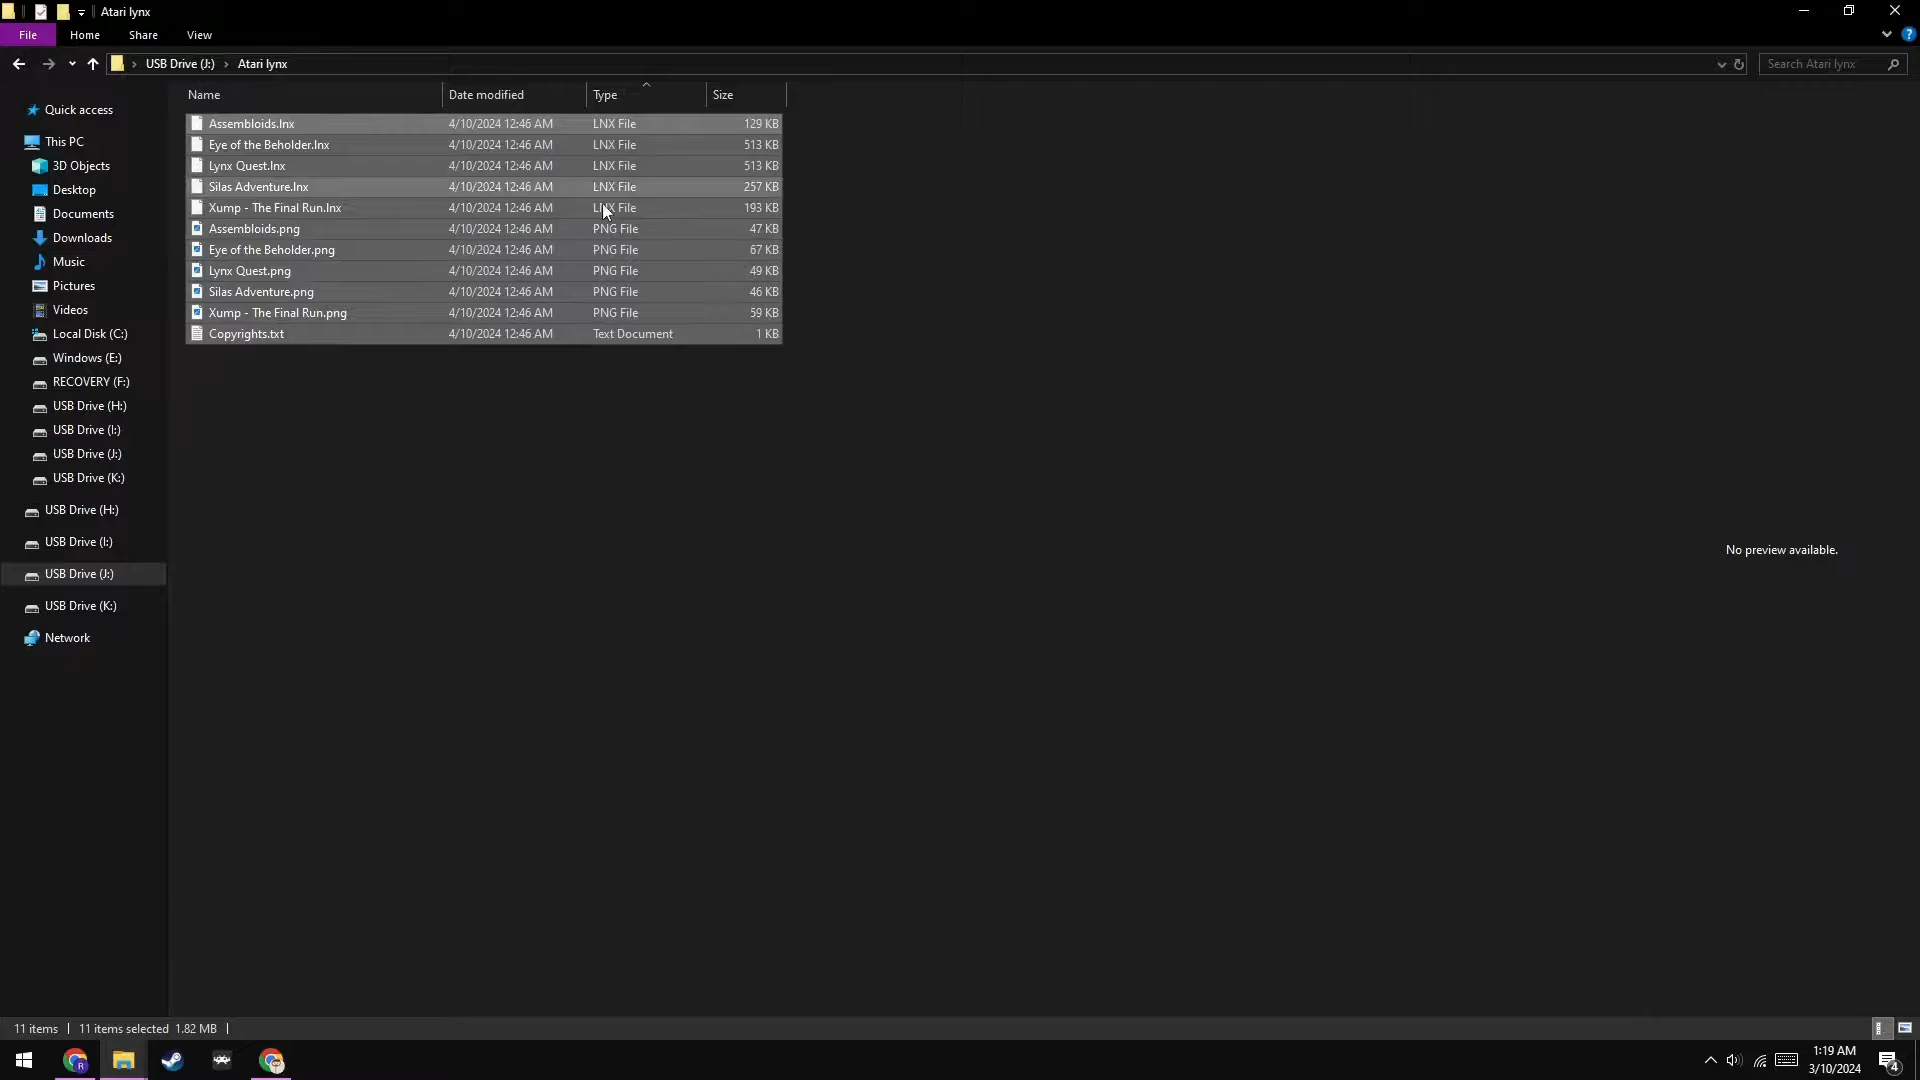 Atari lynx
File Home Share View
USB Drive (J:) Atari lynx Search Atari lynx
Name Date modified Type Size
Assembloids.lnx 4/10/2024 12:46 AM LNX File 129 KB
Eye of the Beholder.lnx 4/10/2024 12:46 AM LNX File 513 KB
Lynx Quest.lnx 4/10/2024 12:46 AM LNX File 513 KB
Silas Adventure.lnx 4/10/2024 12:46 AM LNX File 257 KB
Xump - The Final Run.lnx 4/10/2024 12:46 AM LNX File 193 KB
Assembloids.png 4/10/2024 12:46 AM PNG File 47 KB
Eye of the Beholder.png 4/10/2024 12:46 AM PNG File 67 KB
Lynx Quest.png 4/10/2024 12:46 AM PNG File 49 KB
Silas Adventure.png 4/10/2024 12:46 AM PNG File 46 KB
Xump - The Final Run.png 4/10/2024 12:46 AM PNG File 59 KB
Copyrights.txt 4/10/2024 12:46 AM Text Document 1 KB
Quick access
This PC
3D Objects
Desktop
Documents
Downloads
Music
Pictures
Videos
Local Disk (C:)
Windows (E:)
RECOVERY (F:)
USB Drive (H:)
USB Drive (I:)
USB Drive (J:)
USB Drive (K:)
USB Drive (H:)
USB Drive (I:)
USB Drive (J:)
USB Drive (K:)
Network
No preview available.
11 items 11 items selected 1.82 MB
1:19 AM
3/10/2024
4